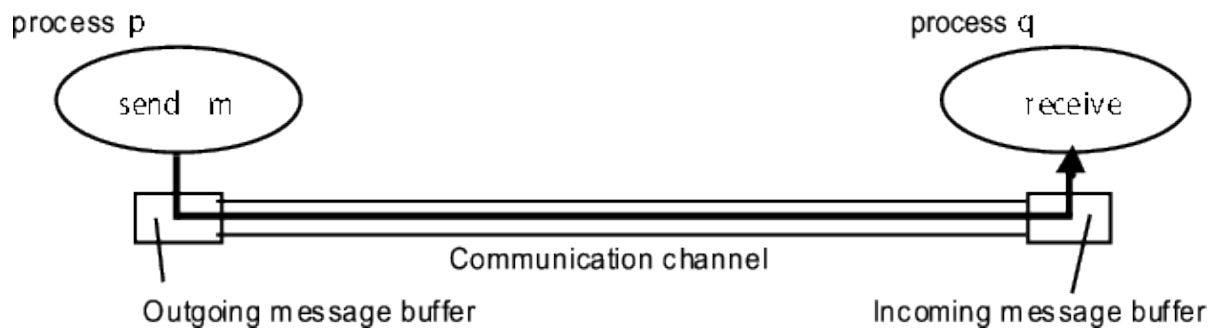 process p
process q
send m
receive
Communication channel
Outgoing message buffer
Incoming message buffer